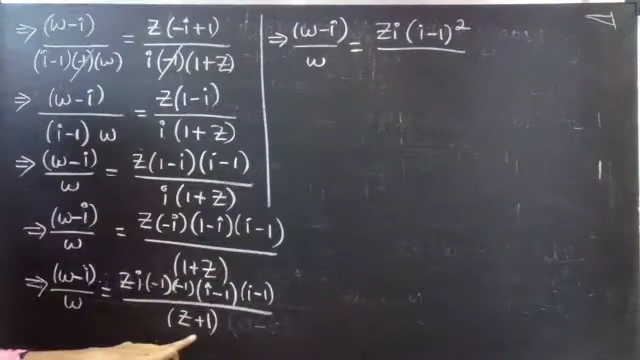 ⇒ (w-i)/((i-1)(-1)(w)) = z(-i+1)/(i(-1)(1+z))
⇒ (w-i)/((i-1) w) = z(1-i)/(i(1+z))
⇒ (w-i)/w = z(1-i)(i-1)/(i(1+z))
⇒ (w-i)/w = z(-i)(1-i)(i-1)/(1+z)
⇒ (w-i)/w = zi(-1)(-1)(i-1)(i-1)/(z+1)
⇒ (w-i)/w = zi(i-1)²